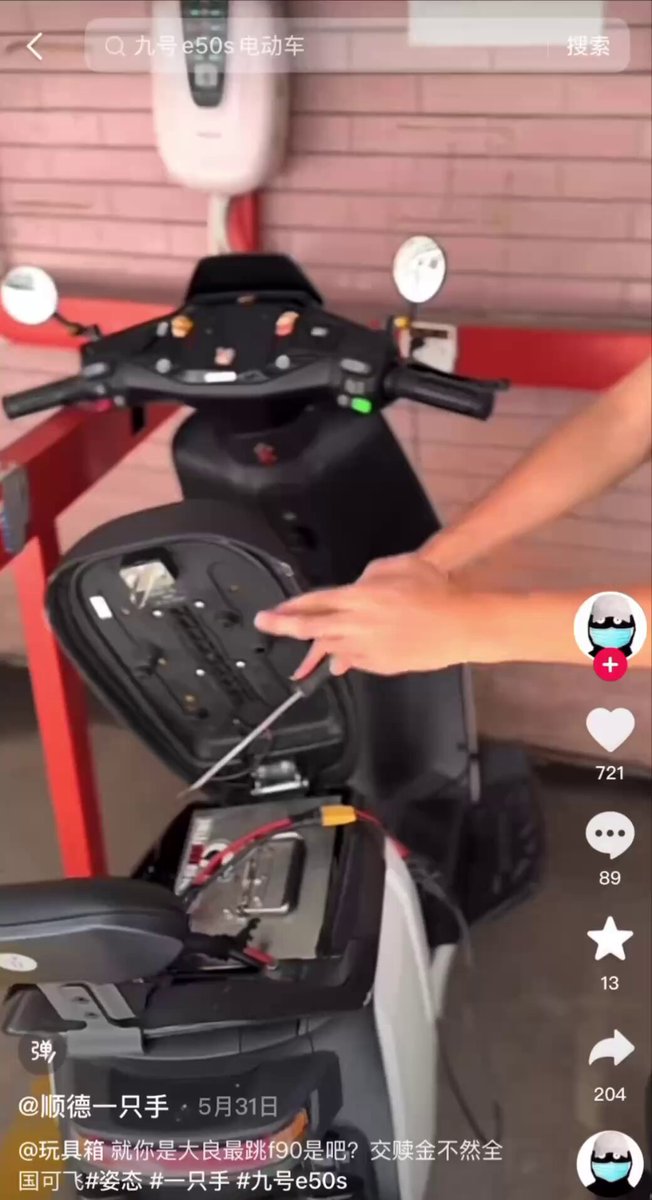 九号e50s电动车
搜索
721
89
13
204
弹
@顺德一只手 · 5月31日
@玩具箱 就你是大良最跳f90是吧？交赎金不然全
国可飞#姿态 #一只手 #九号e50s